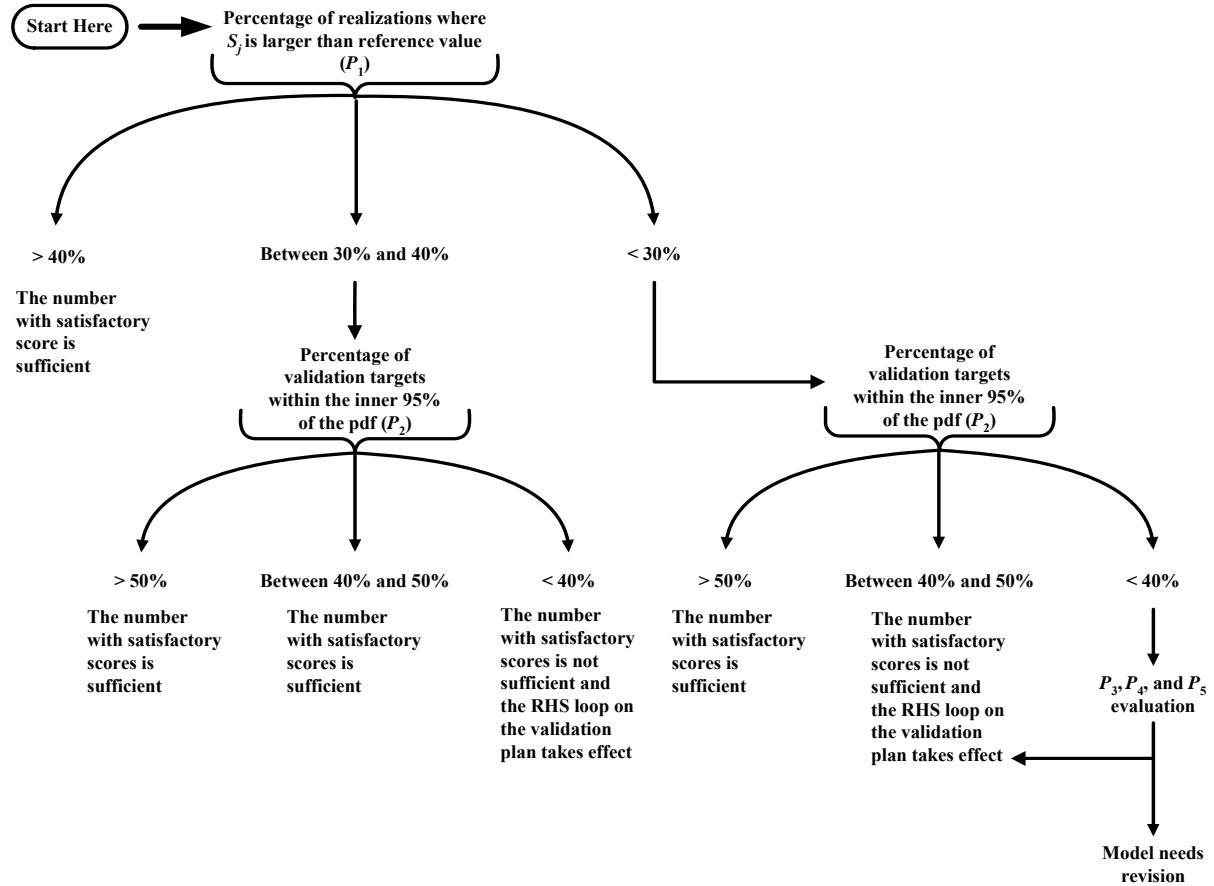 Start Here
Percentage of realizations where
S_j is larger than reference value
(P_1)
> 40%
The number
with satisfactory
score is
sufficient
Between 30% and 40%
< 30%
Percentage of
validation targets
within the inner 95%
of the pdf (P_2)
Percentage of
validation targets
within the inner 95%
of the pdf (P_2)
> 50%
The number
with satisfactory
scores is
sufficient
Between 40% and 50%
The number
with satisfactory
scores is
sufficient
< 40%
The number
with satisfactory
scores is not
sufficient and
the RHS loop on
the validation
plan takes effect
> 50%
The number
with satisfactory
scores is
sufficient
Between 40% and 50%
The number
with satisfactory
scores is not
sufficient and
the RHS loop on
the validation
plan takes effect
< 40%
P_3, P_4, and P_5
evaluation
Model needs
revision